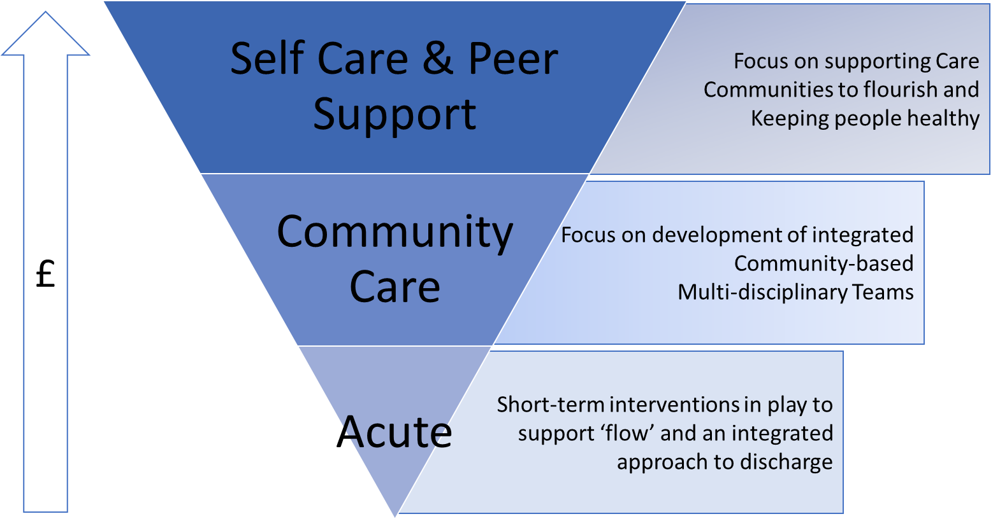 Self Care & Peer
Support
Focus on supporting Care
Communities to flourish and
Keeping people healthy
£
Community
Care
Focus on development of integrated
Community-based
Multi-disciplinary Teams
Acute
Short-term interventions in play to
support ‘flow’ and an integrated
approach to discharge